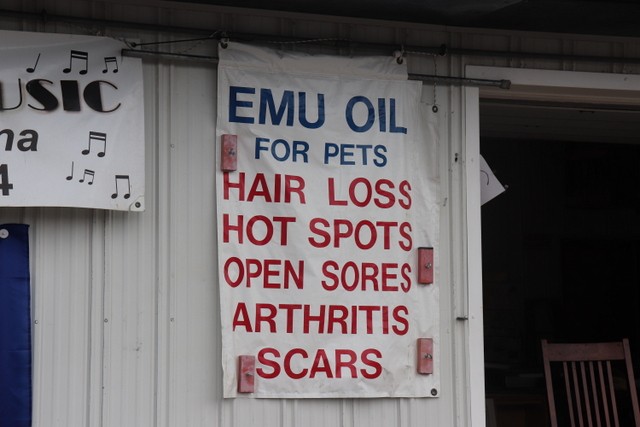 USIC
na
4
EMU OIL
FOR PETS
HAIR LOSS
HOT SPOTS
OPEN SORES
ARTHRITIS
SCARS